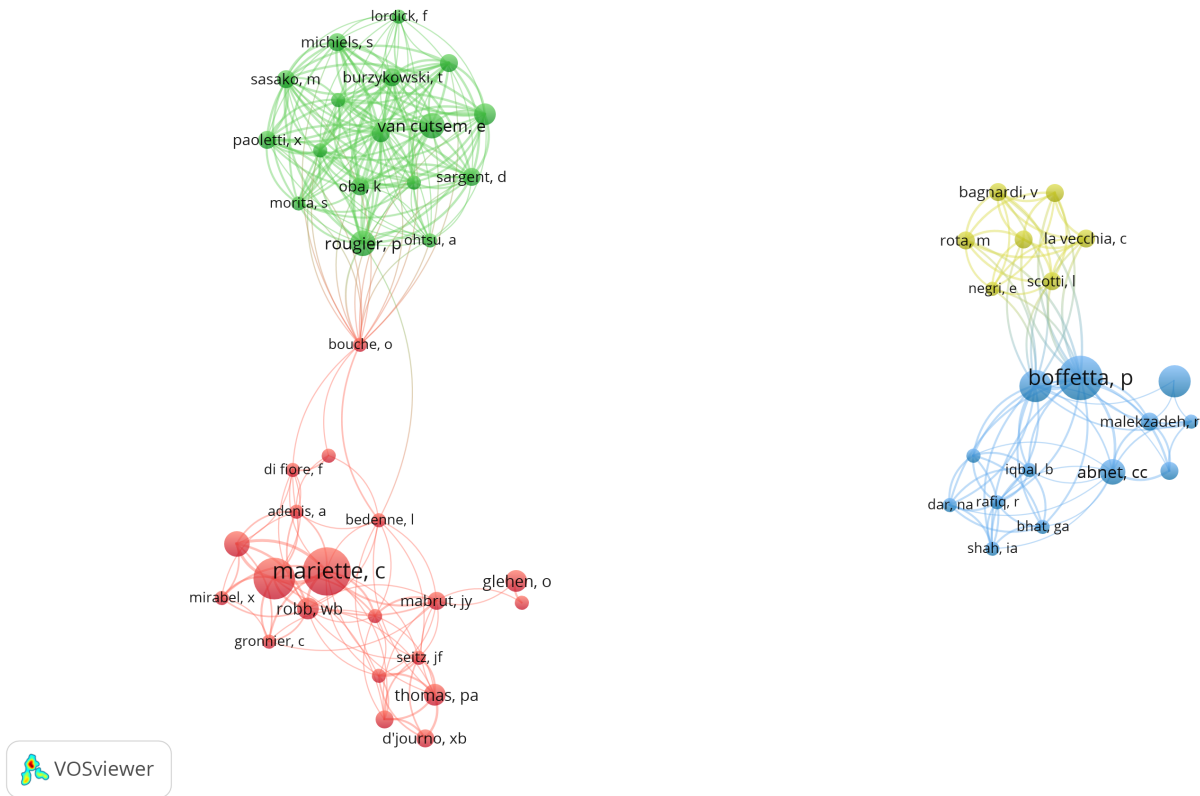 lordick, f
michiels, s
sasako, m
burzykowski, t
van cutsem, e
paoletti, x
sargent, d
oba, k
morita, s
rougier, p
ohtsu, a
bouche, o
di fiore, f
adenis, a
bedenne, l
mariette, c
glehen, o
mirabel, x
robb, wb
mabrut, jy
gronnier, c
seitz, jf
thomas, pa
d'journo, xb
bagnardi, v
rota, m
la vecchia, c
negri, e
scotti, l
boffetta, p
malekzadeh, r
iqbal, b
abnet, cc
dar, na
rafiq, r
bhat, ga
shah, ia
VOSviewer